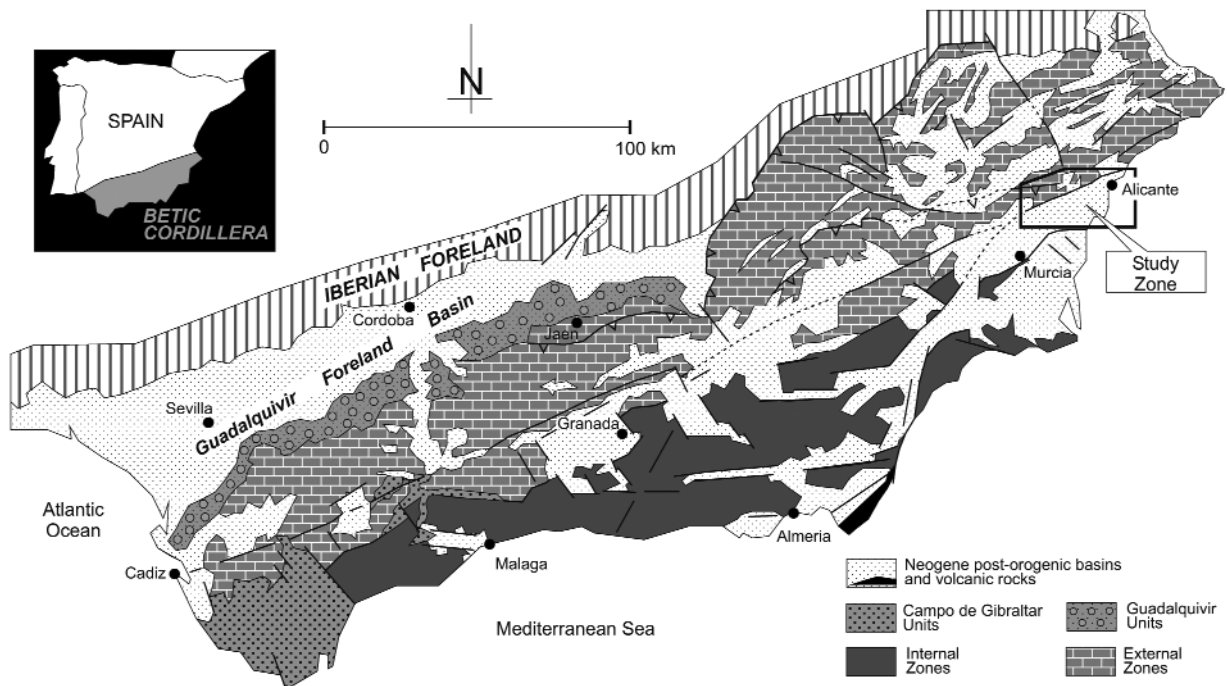 SPAIN
BETIC
CORDILLERA
N
0
100 km
Alicante
Study
Zone
Murcia
IBERIAN FORELAND
Cordoba
Basin
Jaen
Foreland
Guadalquivir
Sevilla
Granada
Atlantic
Ocean
Almeria
Malaga
Cadiz
Mediterranean Sea
Neogene post-orogenic basins
and volcanic rocks
Campo de Gibraltar
Units
Guadalquivir
Units
Internal
Zones
External
Zones